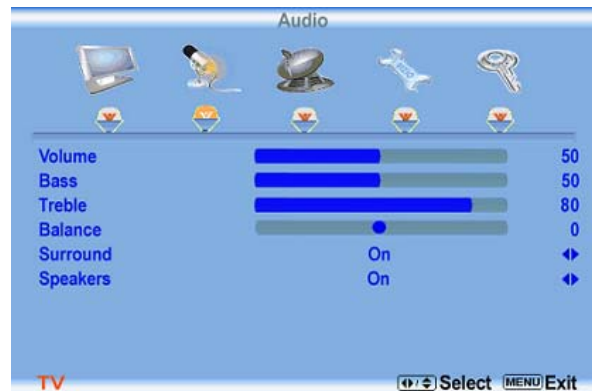 Audio
Volume 50
Bass 50
Treble 80
Balance 0
Surround On
Speakers On
TV Select MENU Exit